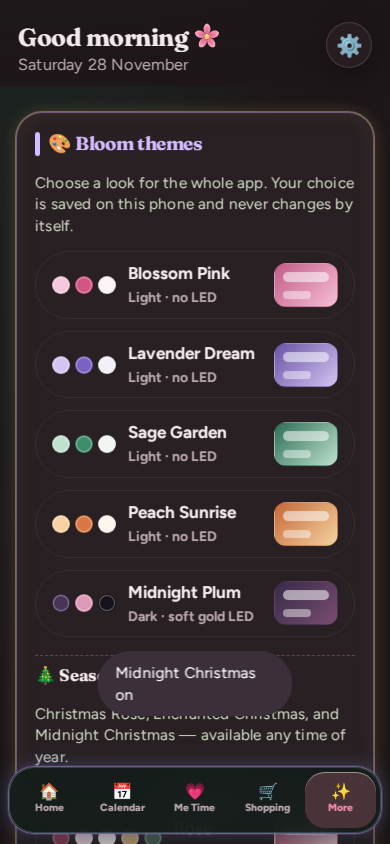 Good morning 🌸
Saturday 28 November
🎨 Bloom themes
Choose a look for the whole app. Your choice
is saved on this phone and never changes by
itself.
Blossom Pink
Light · no LED
Lavender Dream
Light · no LED
Sage Garden
Light · no LED
Peach Sunrise
Light · no LED
Midnight Plum
Dark · soft gold LED
Midnight Christmas
on
Christmas Rose, Enchanted Christmas, and
Midnight Christmas — available any time of
year.
Home
Calendar
Me Time
Shopping
More